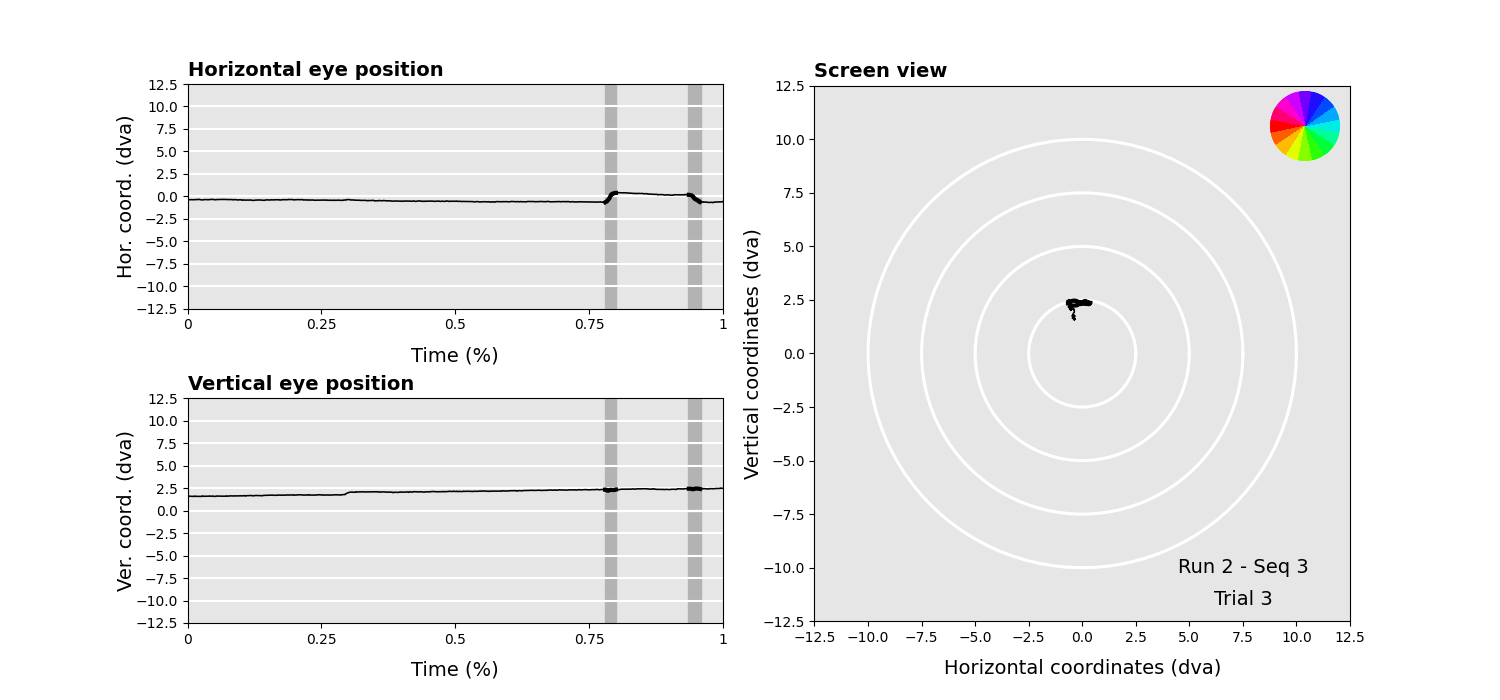 Horizontal eye position
12.5
10.0
7.5
5.0
2.5
0.0
−2.5
−5.0
−7.5
−10.0
−12.5
Hor. coord. (dva)
0 0.25 0.5 0.75 1
Time (%)
Vertical eye position
12.5
10.0
7.5
5.0
2.5
0.0
−2.5
−5.0
−7.5
−10.0
−12.5
Ver. coord. (dva)
0 0.25 0.5 0.75 1
Time (%)
Screen view
12.5
10.0
7.5
5.0
2.5
0.0
−2.5
−5.0
−7.5
−10.0
−12.5
Vertical coordinates (dva)
Run 2 - Seq 3
Trial 3
−12.5 −10.0 −7.5 −5.0 −2.5 0.0 2.5 5.0 7.5 10.0 12.5
Horizontal coordinates (dva)